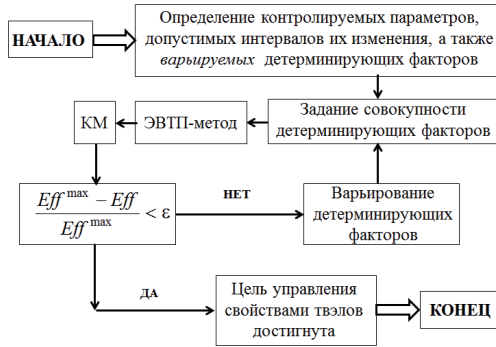 НАЧАЛО
Определение контролируемых параметров,
допустимых интервалов их изменения, а также
варьируемых детерминирующих факторов
КМ
ЭВТП-метод
Задание совокупности
детерминирующих факторов
Eff max − Eff
Eff max
< ε
НЕТ
Варьирование
детерминирующих
факторов
ДА
Цель управления
свойствами твэлов
достигнута
КОНЕЦ